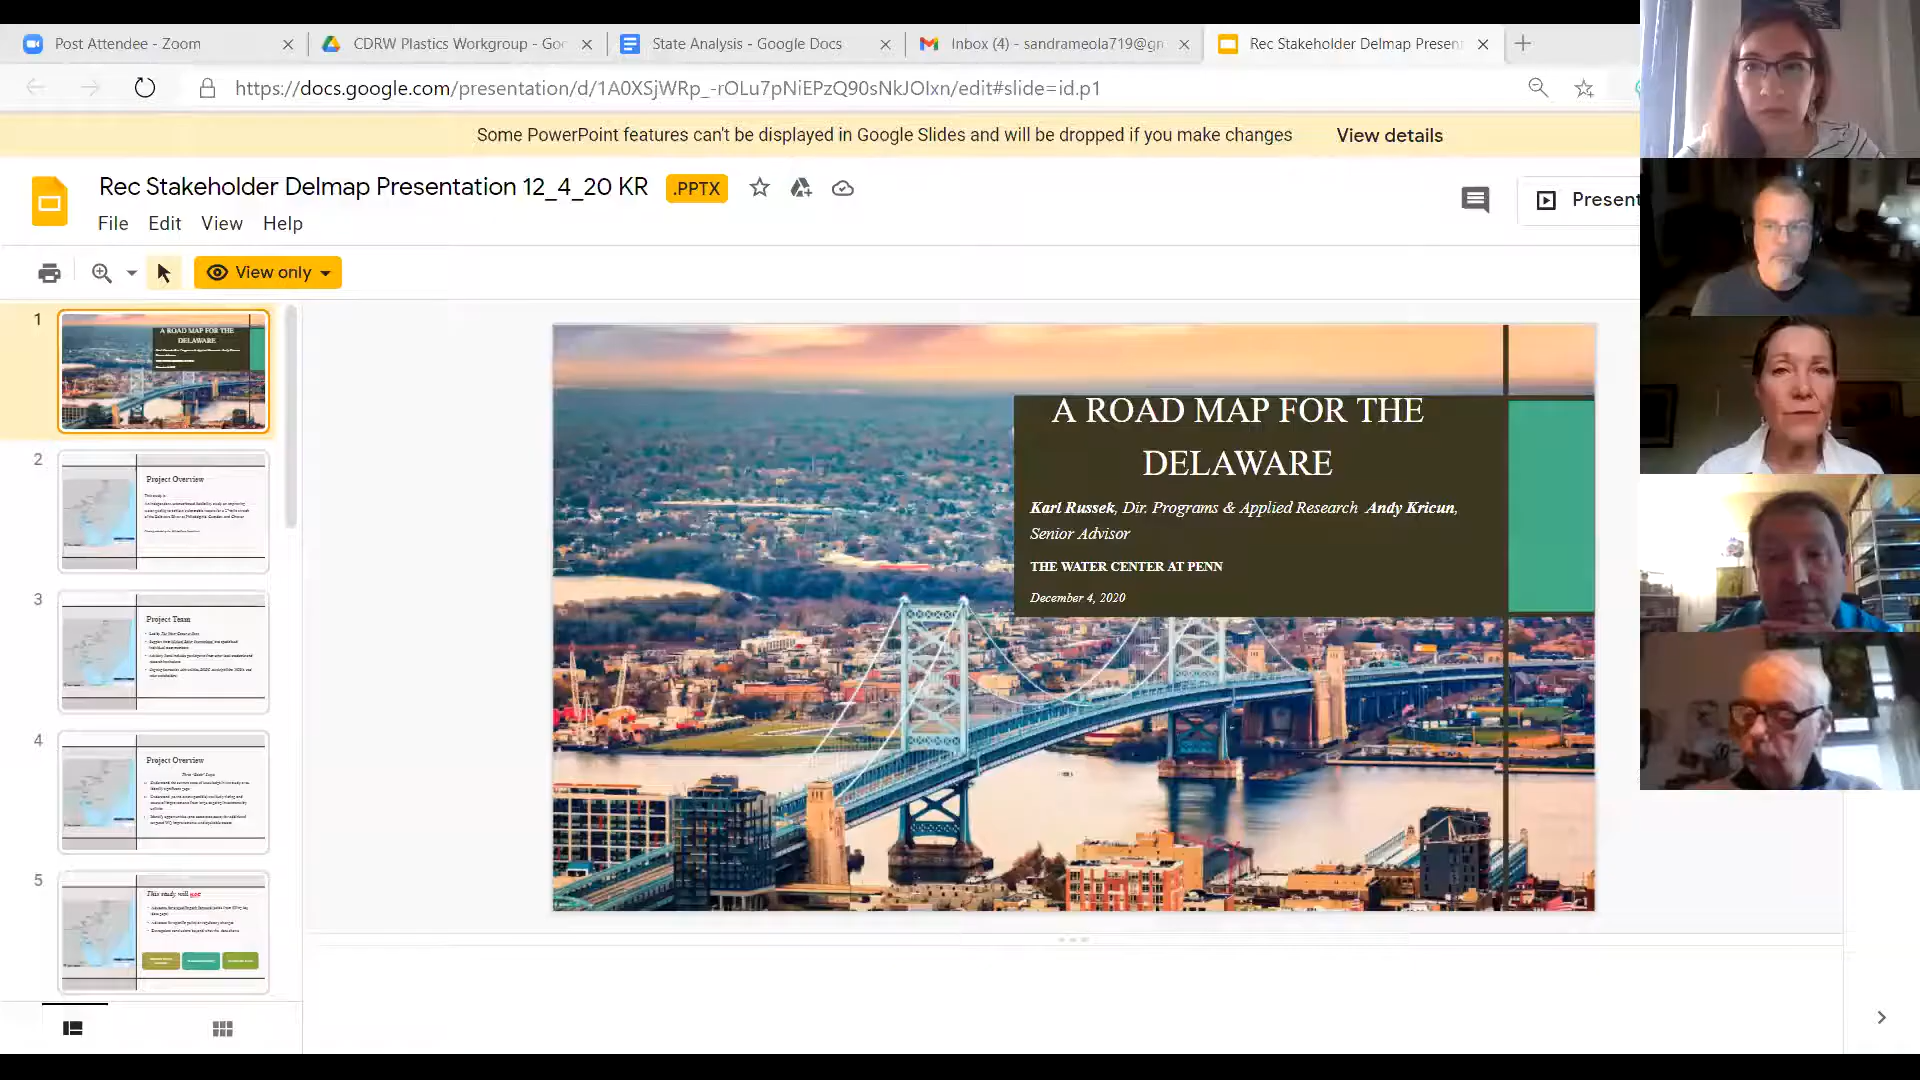 Post Attendee - Zoom
CDRW Plastics Workgroup - Goo
State Analysis - Google Docs
Inbox (4) - sandrameola719@gm
Rec Stakeholder Delmap Present
https://docs.google.com/presentation/d/1A0XSjWRp_-rOLu7pNiEPzQ90sNkJOlxn/edit#slide=id.p1
Some PowerPoint features can't be displayed in Google Slides and will be dropped if you make changes View details
Rec Stakeholder Delmap Presentation 12_4_20 KR .PPTX
Present
File Edit View Help
View only
1
A ROAD MAP FOR THE
DELAWARE
2
Project Overview
3
Project Team
4
Project Overview
5
This study will not
A ROAD MAP FOR THE
DELAWARE
Karl Russek, Dir. Programs & Applied Research Andy Kricun,
Senior Advisor
THE WATER CENTER AT PENN
December 4, 2020